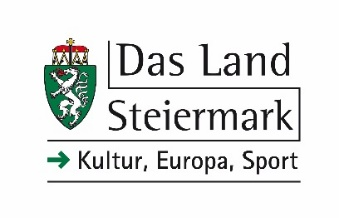 Das Land
Steiermark
→ Kultur, Europa, Sport